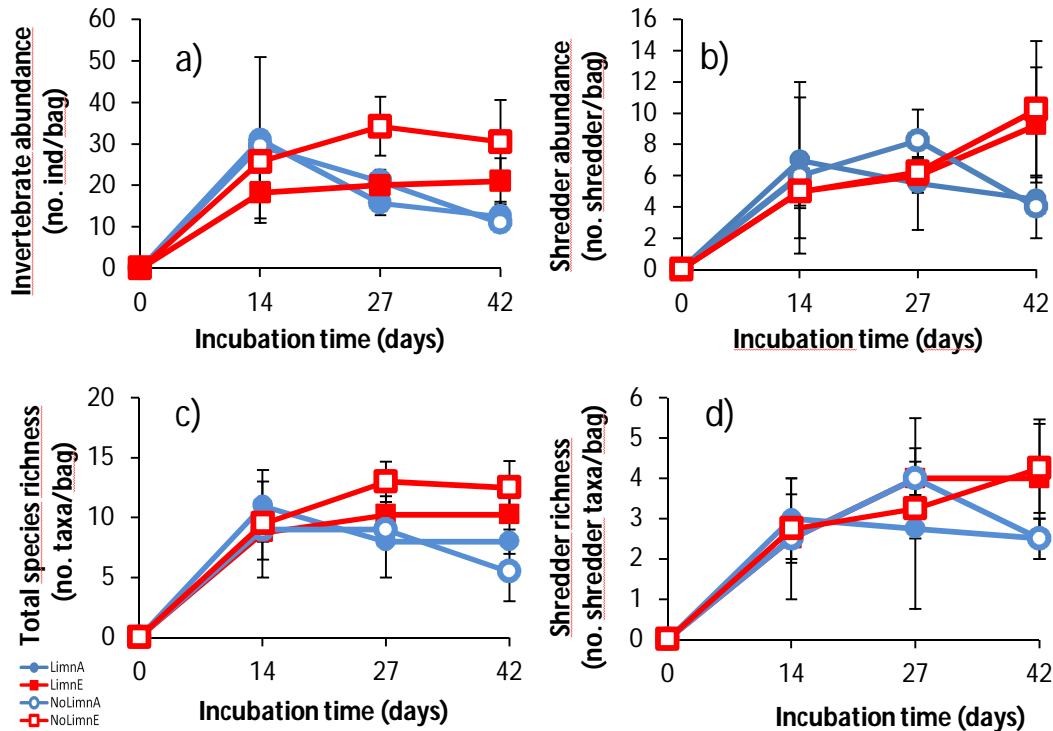 a)
Invertebrate abundance
(no. ind/bag)
60
50
40
30
20
10
0
0 14 27 42
Incubation time (days)
b)
Shredder abundance
(no. shredder/bag)
16
14
12
10
8
6
4
2
0
0 14 27 42
Incubation time (days)
c)
Total species richness
(no. taxa/bag)
20
15
10
5
0
0 14 27 42
Incubation time (days)
LimnA
LimnE
NoLimnA
NoLimnE
d)
Shredder richness
(no. shredder taxa/bag)
6
5
4
3
2
1
0
0 14 27 42
Incubation time (days)